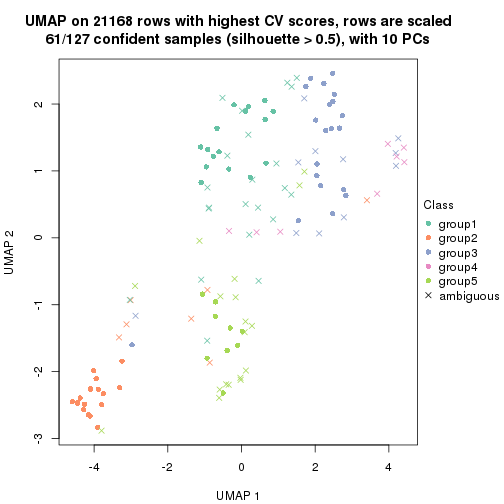 UMAP on 21168 rows with highest CV scores, rows are scaled
61/127 confident samples (silhouette > 0.5), with 10 PCs
2
1
0
-1
-2
-3
UMAP 2
-4
-2
0
2
4
UMAP 1
Class
group1
group2
group3
group4
group5
ambiguous